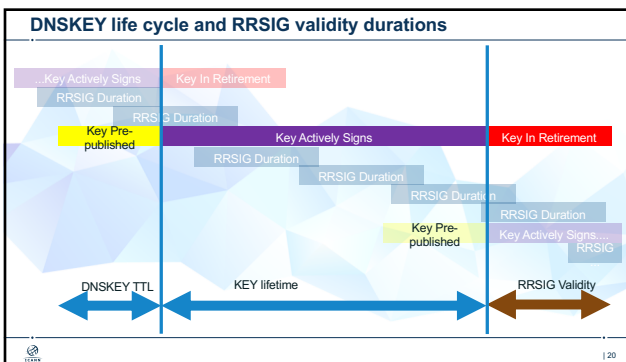 DNSKEY life cycle and RRSIG validity durations
...Key Actively Signs
Key In Retirement
RRSIG Duration
RRSIG Duration
Key Pre-
published
Key Actively Signs
Key In Retirement
RRSIG Duration
RRSIG Duration
RRSIG Duration
RRSIG Duration
Key Pre-
published
Key Actively Signs....
RRSIG
DNSKEY TTL
KEY lifetime
RRSIG Validity
ICANN
| 20